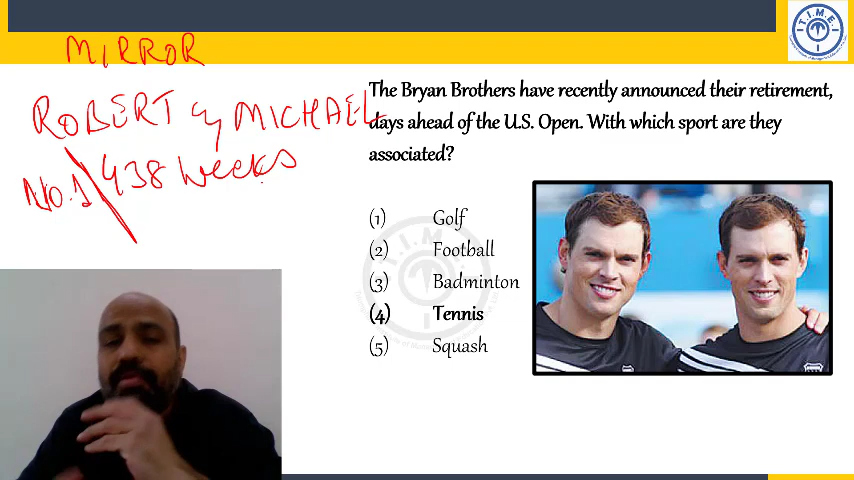 T.I.M.E.
MIRROR
ROBERT & MICHAEL
No.1 438 weeks
The Bryan Brothers have recently announced their retirement,
days ahead of the U.S. Open. With which sport are they
associated?
(1) Golf
(2) Football
(3) Badminton
(4) Tennis
(5) Squash